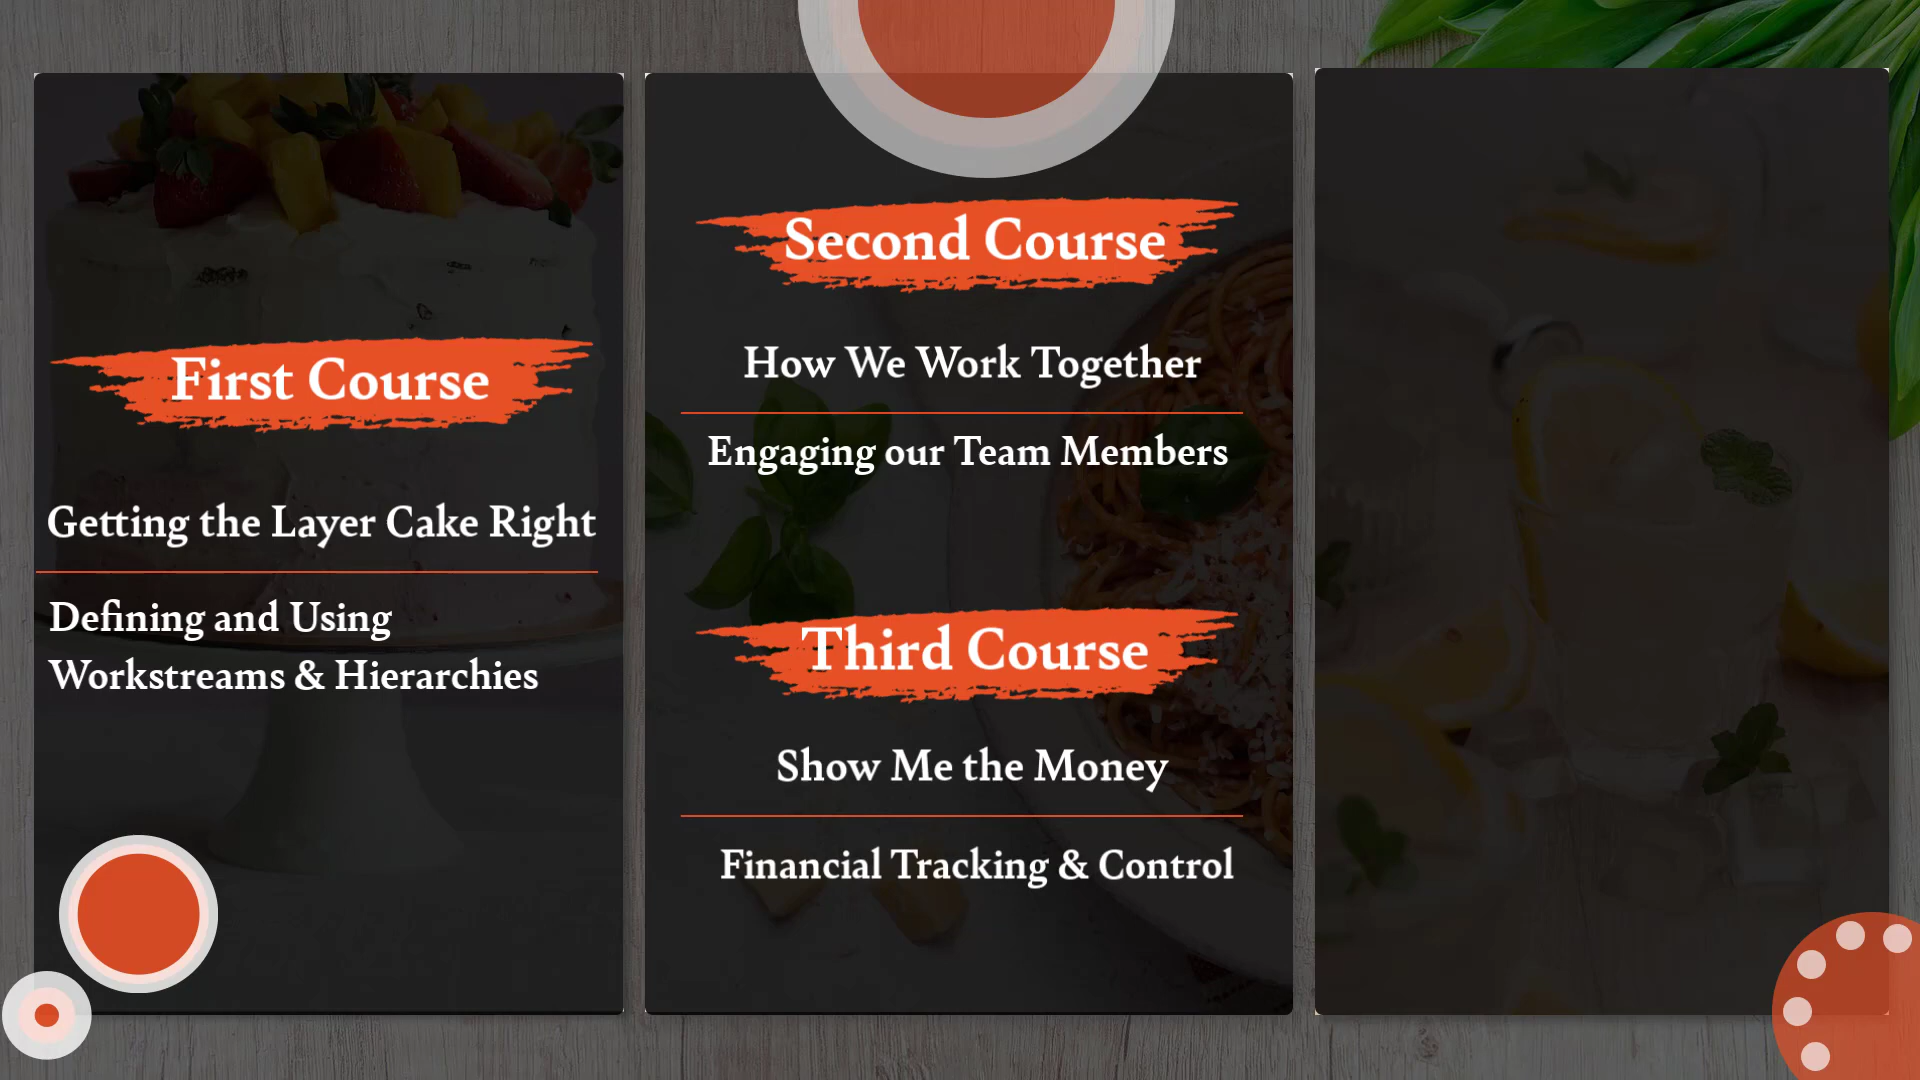 First Course
Getting the Layer Cake Right
Defining and Using
Workstreams & Hierarchies
Second Course
How We Work Together
Engaging our Team Members
Third Course
Show Me the Money
Financial Tracking & Control